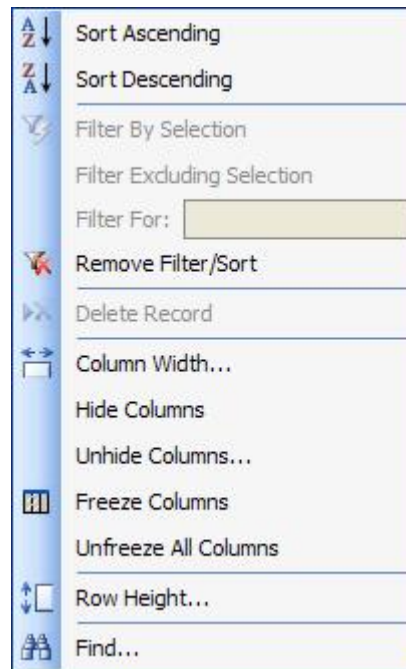 Sort Ascending
Sort Descending
Filter By Selection
Filter Excluding Selection
Filter For:
Remove Filter/Sort
Delete Record
Column Width...
Hide Columns
Unhide Columns...
Freeze Columns
Unfreeze All Columns
Row Height...
Find...